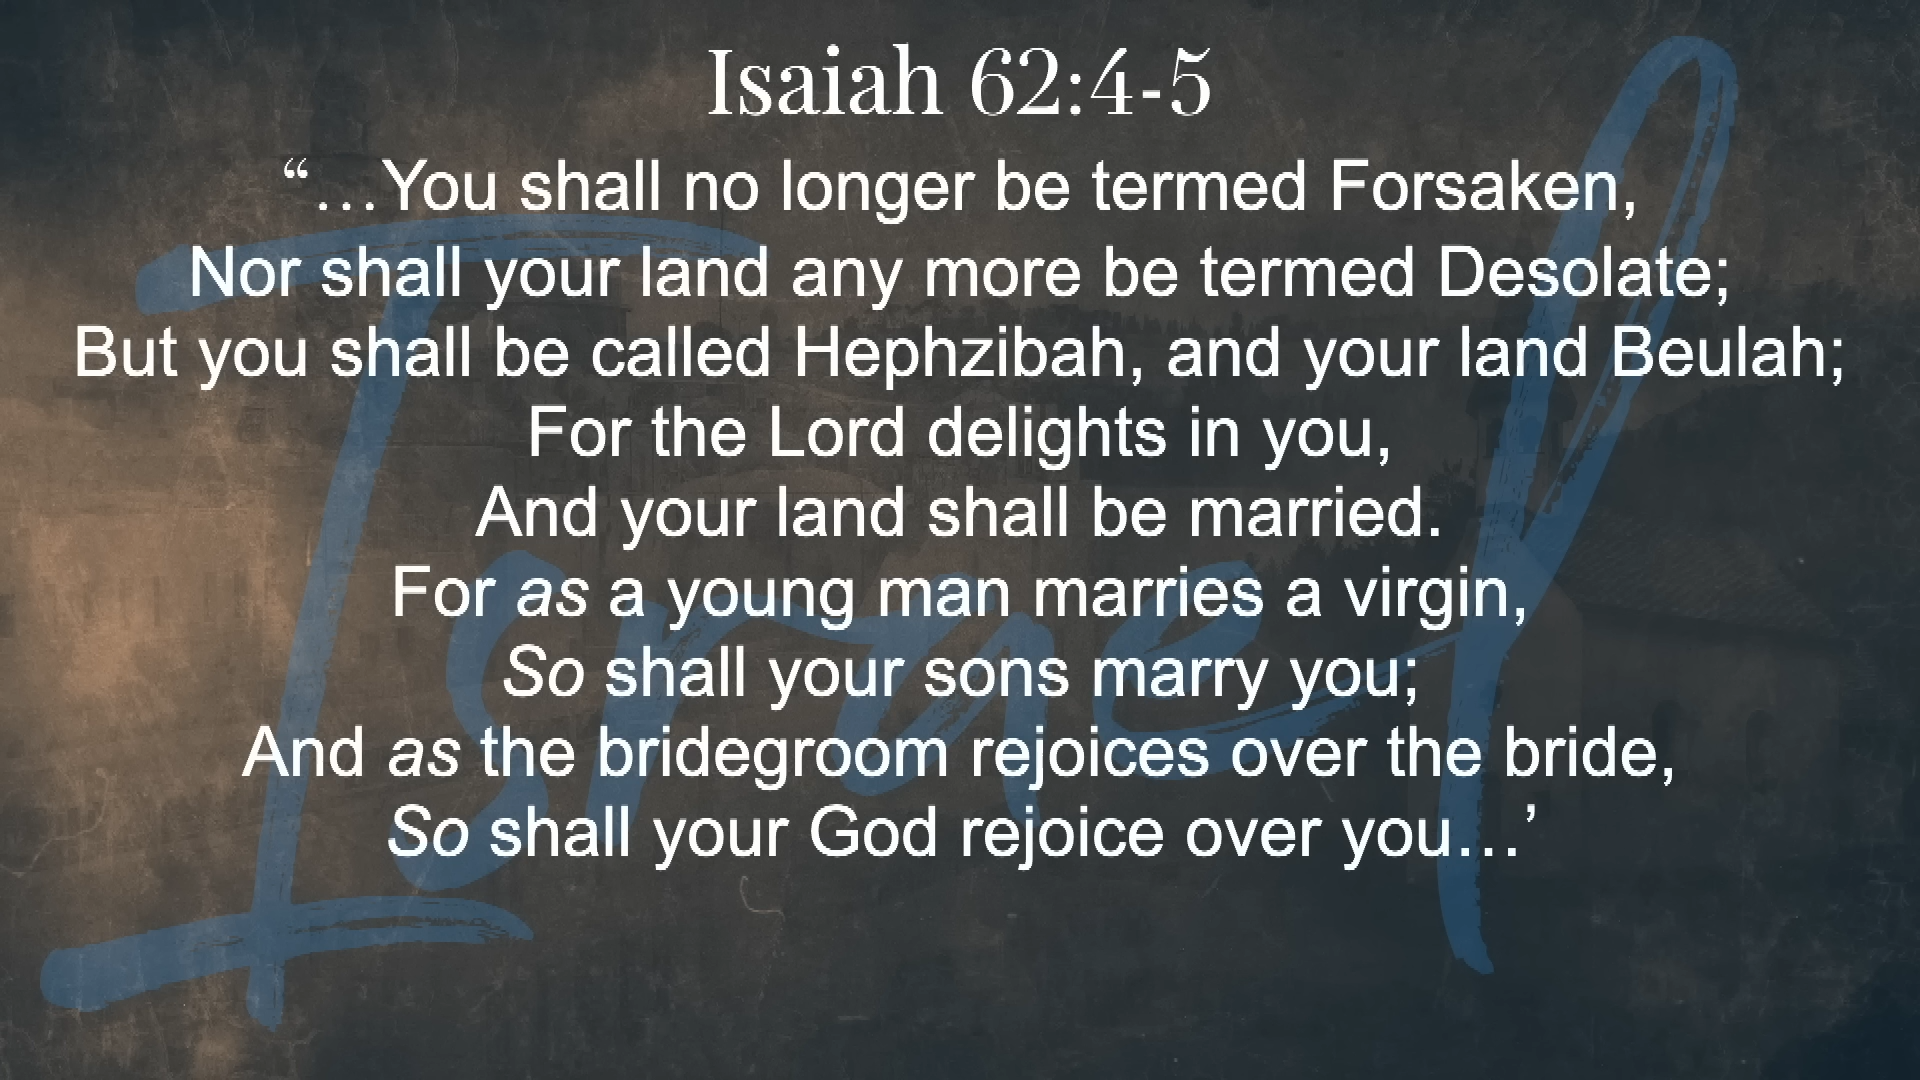 Isaiah 62:4-5
“…You shall no longer be termed Forsaken,
Nor shall your land any more be termed Desolate;
But you shall be called Hephzibah, and your land Beulah;
For the Lord delights in you,
And your land shall be married.
For as a young man marries a virgin,
So shall your sons marry you;
And as the bridegroom rejoices over the bride,
So shall your God rejoice over you…’
Israel